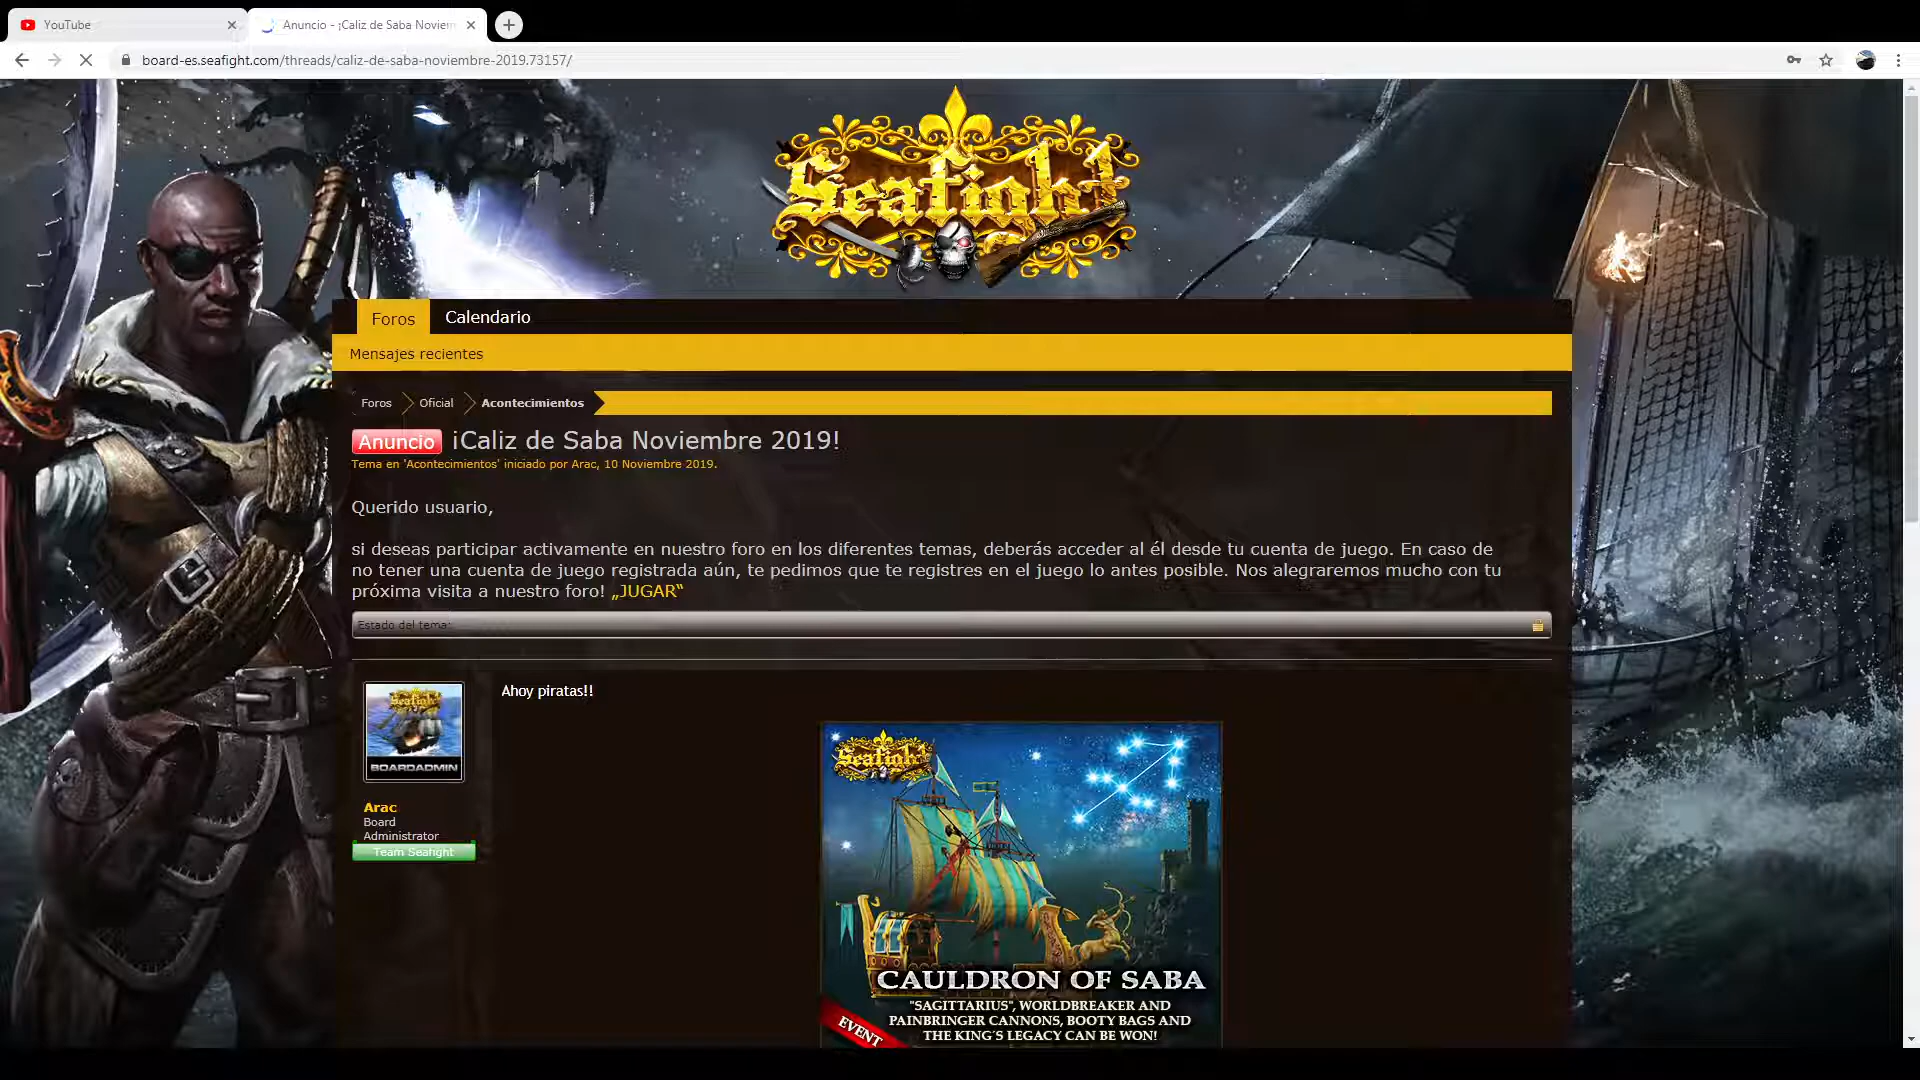 YouTube
Anuncio - ¡Caliz de Saba Noviem
board-es.seafight.com/threads/caliz-de-saba-noviembre-2019.73157/
Seafight
Foros
Calendario
Mensajes recientes
Foros
Oficial
Acontecimientos
Anuncio ¡Caliz de Saba Noviembre 2019!
Tema en 'Acontecimientos' iniciado por Arac, 10 Noviembre 2019.
Querido usuario,
si deseas participar activamente en nuestro foro en los diferentes temas, deberás acceder al él desde tu cuenta de juego. En caso de
no tener una cuenta de juego registrada aún, te pedimos que te registres en el juego lo antes posible. Nos alegraremos mucho con tu
próxima visita a nuestro foro! „JUGAR“
Estado del tema:
Seafight
BOARDADMIN
Arac
Board
Administrator
Team Seafight
Ahoy piratas!!
Seafight
CAULDRON OF SABA
"SAGITTARIUS", WORLDBREAKER AND
PAINBRINGER CANNONS, BOOTY BAGS AND
THE KING'S LEGACY CAN BE WON!
EVENT